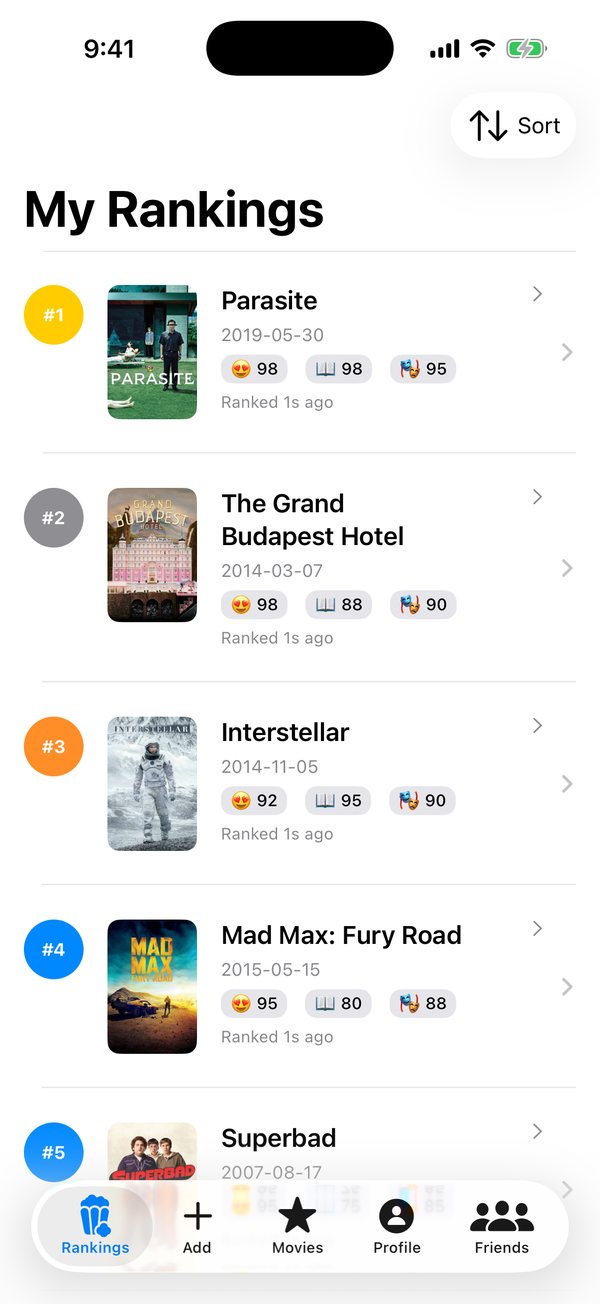 9:41
Sort
My Rankings
#1
PARASITE
Parasite
2019-05-30
😍 98 📖 98 🎭 95
Ranked 1s ago
#2
THE
GRAND
BUDAPEST
HOTEL
The Grand
Budapest Hotel
2014-03-07
😍 98 📖 88 🎭 90
Ranked 1s ago
#3
INTERSTELLAR
Interstellar
2014-11-05
😍 92 📖 95 🎭 90
Ranked 1s ago
#4
MAD
MAX
FURY ROAD
Mad Max: Fury Road
2015-05-15
😍 95 📖 80 🎭 88
Ranked 1s ago
#5
SUPERBAD
Superbad
2007-08-17
Rankings
Add
Movies
Profile
Friends